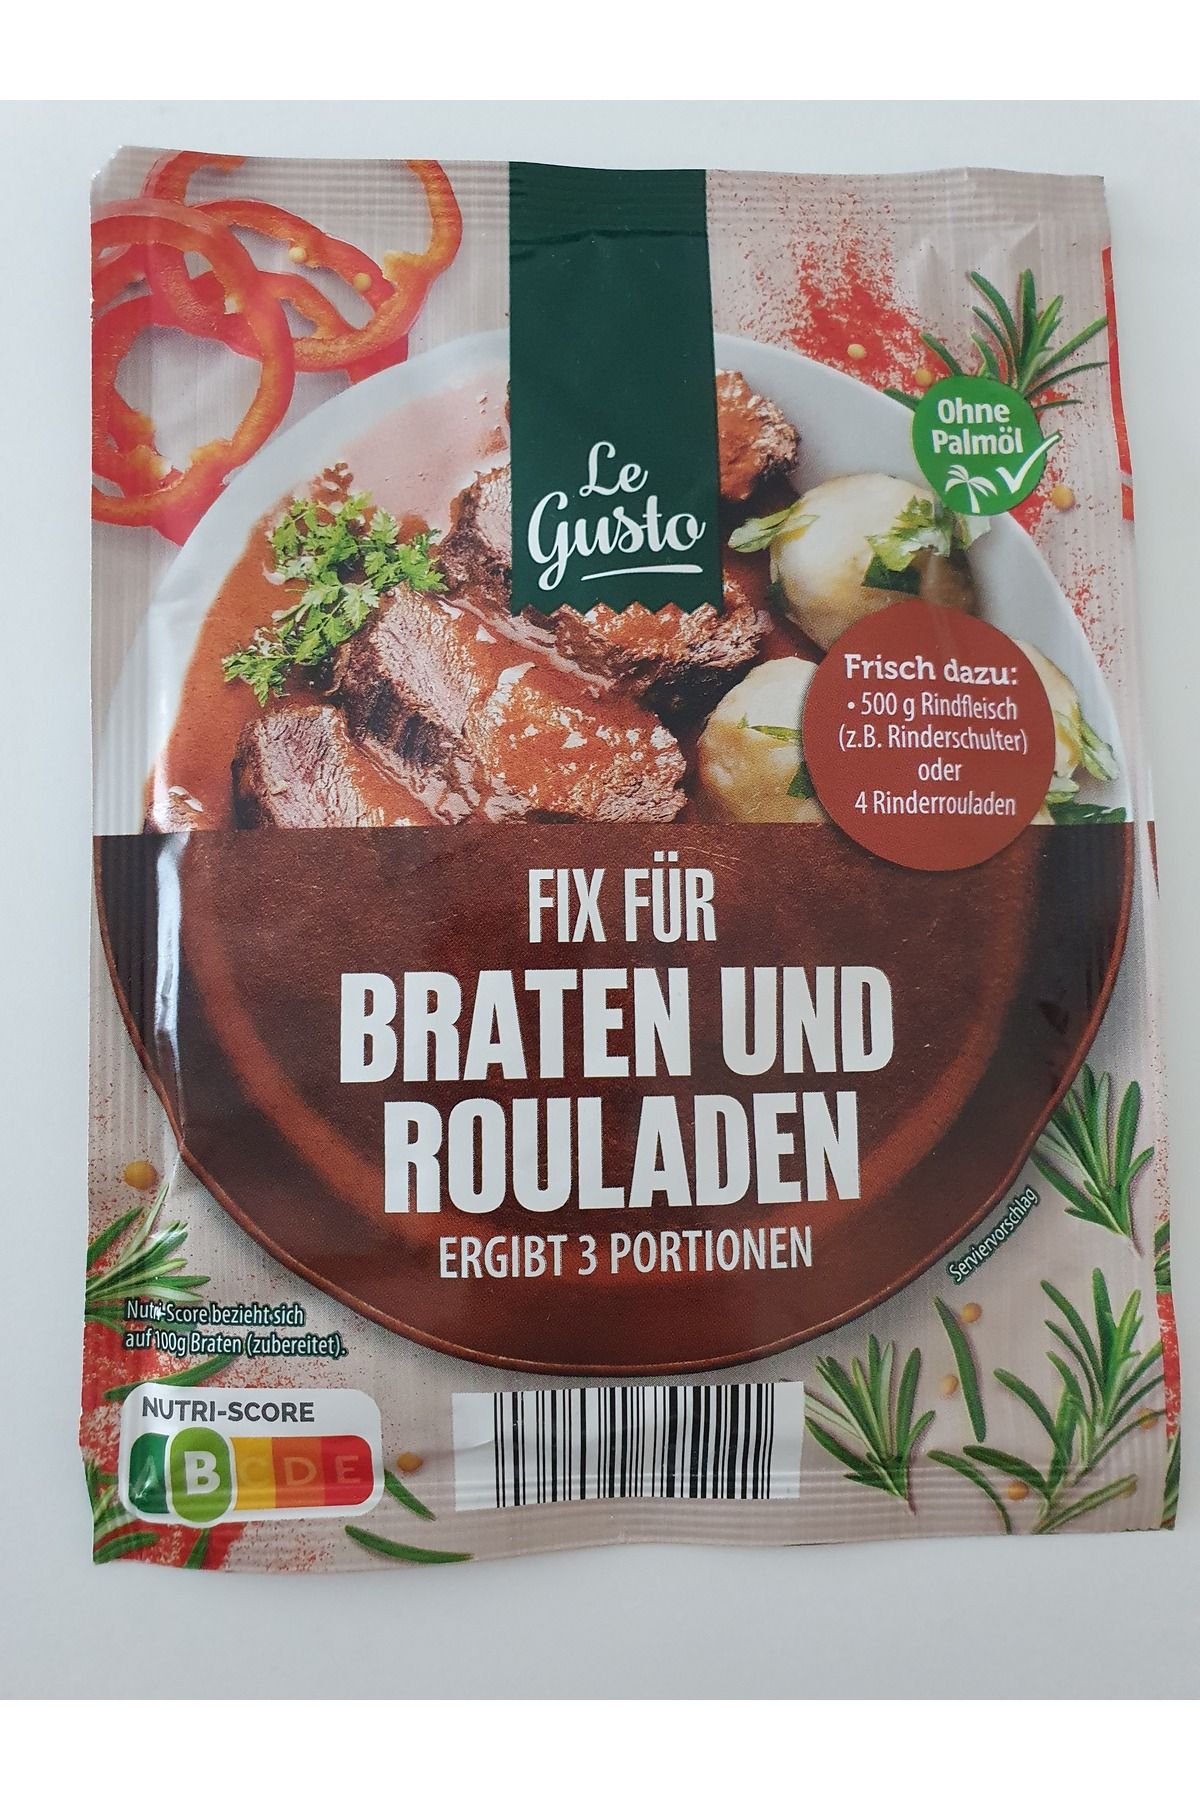 Le
Gusto
Ohne
Palmöl
Frisch dazu:
• 500 g Rindfleisch
(z.B. Rinderschulter)
oder
4 Rinderrouladen
FIX FÜR
BRATEN UND
ROULADEN
ERGIBT 3 PORTIONEN
Serviervorschlag
Nutri-Score bezieht sich
auf 100g Braten (zubereitet).
NUTRI-SCORE
A B C D E